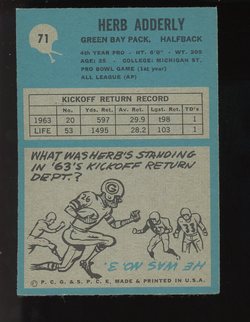 71
HERB ADDERLY
GREEN BAY PACK. HALFBACK
4th YEAR PRO - HT. 6'0" - WT. 205
AGE: 25 - COLLEGE: MICHIGAN ST.
PRO BOWL GAME (1st year)
ALL LEAGUE (AP)
KICKOFF RETURN RECORD
No. Yds. Avg. Lgst. Ret. TD's
1963 20 597 29.9 98 1
LIFE 53 1495 28.2 103 1
WHAT WAS HERB'S STANDING
IN '63'S KICKOFF RETURN
DEPT.?
G
33
HE WAS NO. 3.
© P. C. G. & S. P. C. E. MADE & PRINTED IN U.S.A.